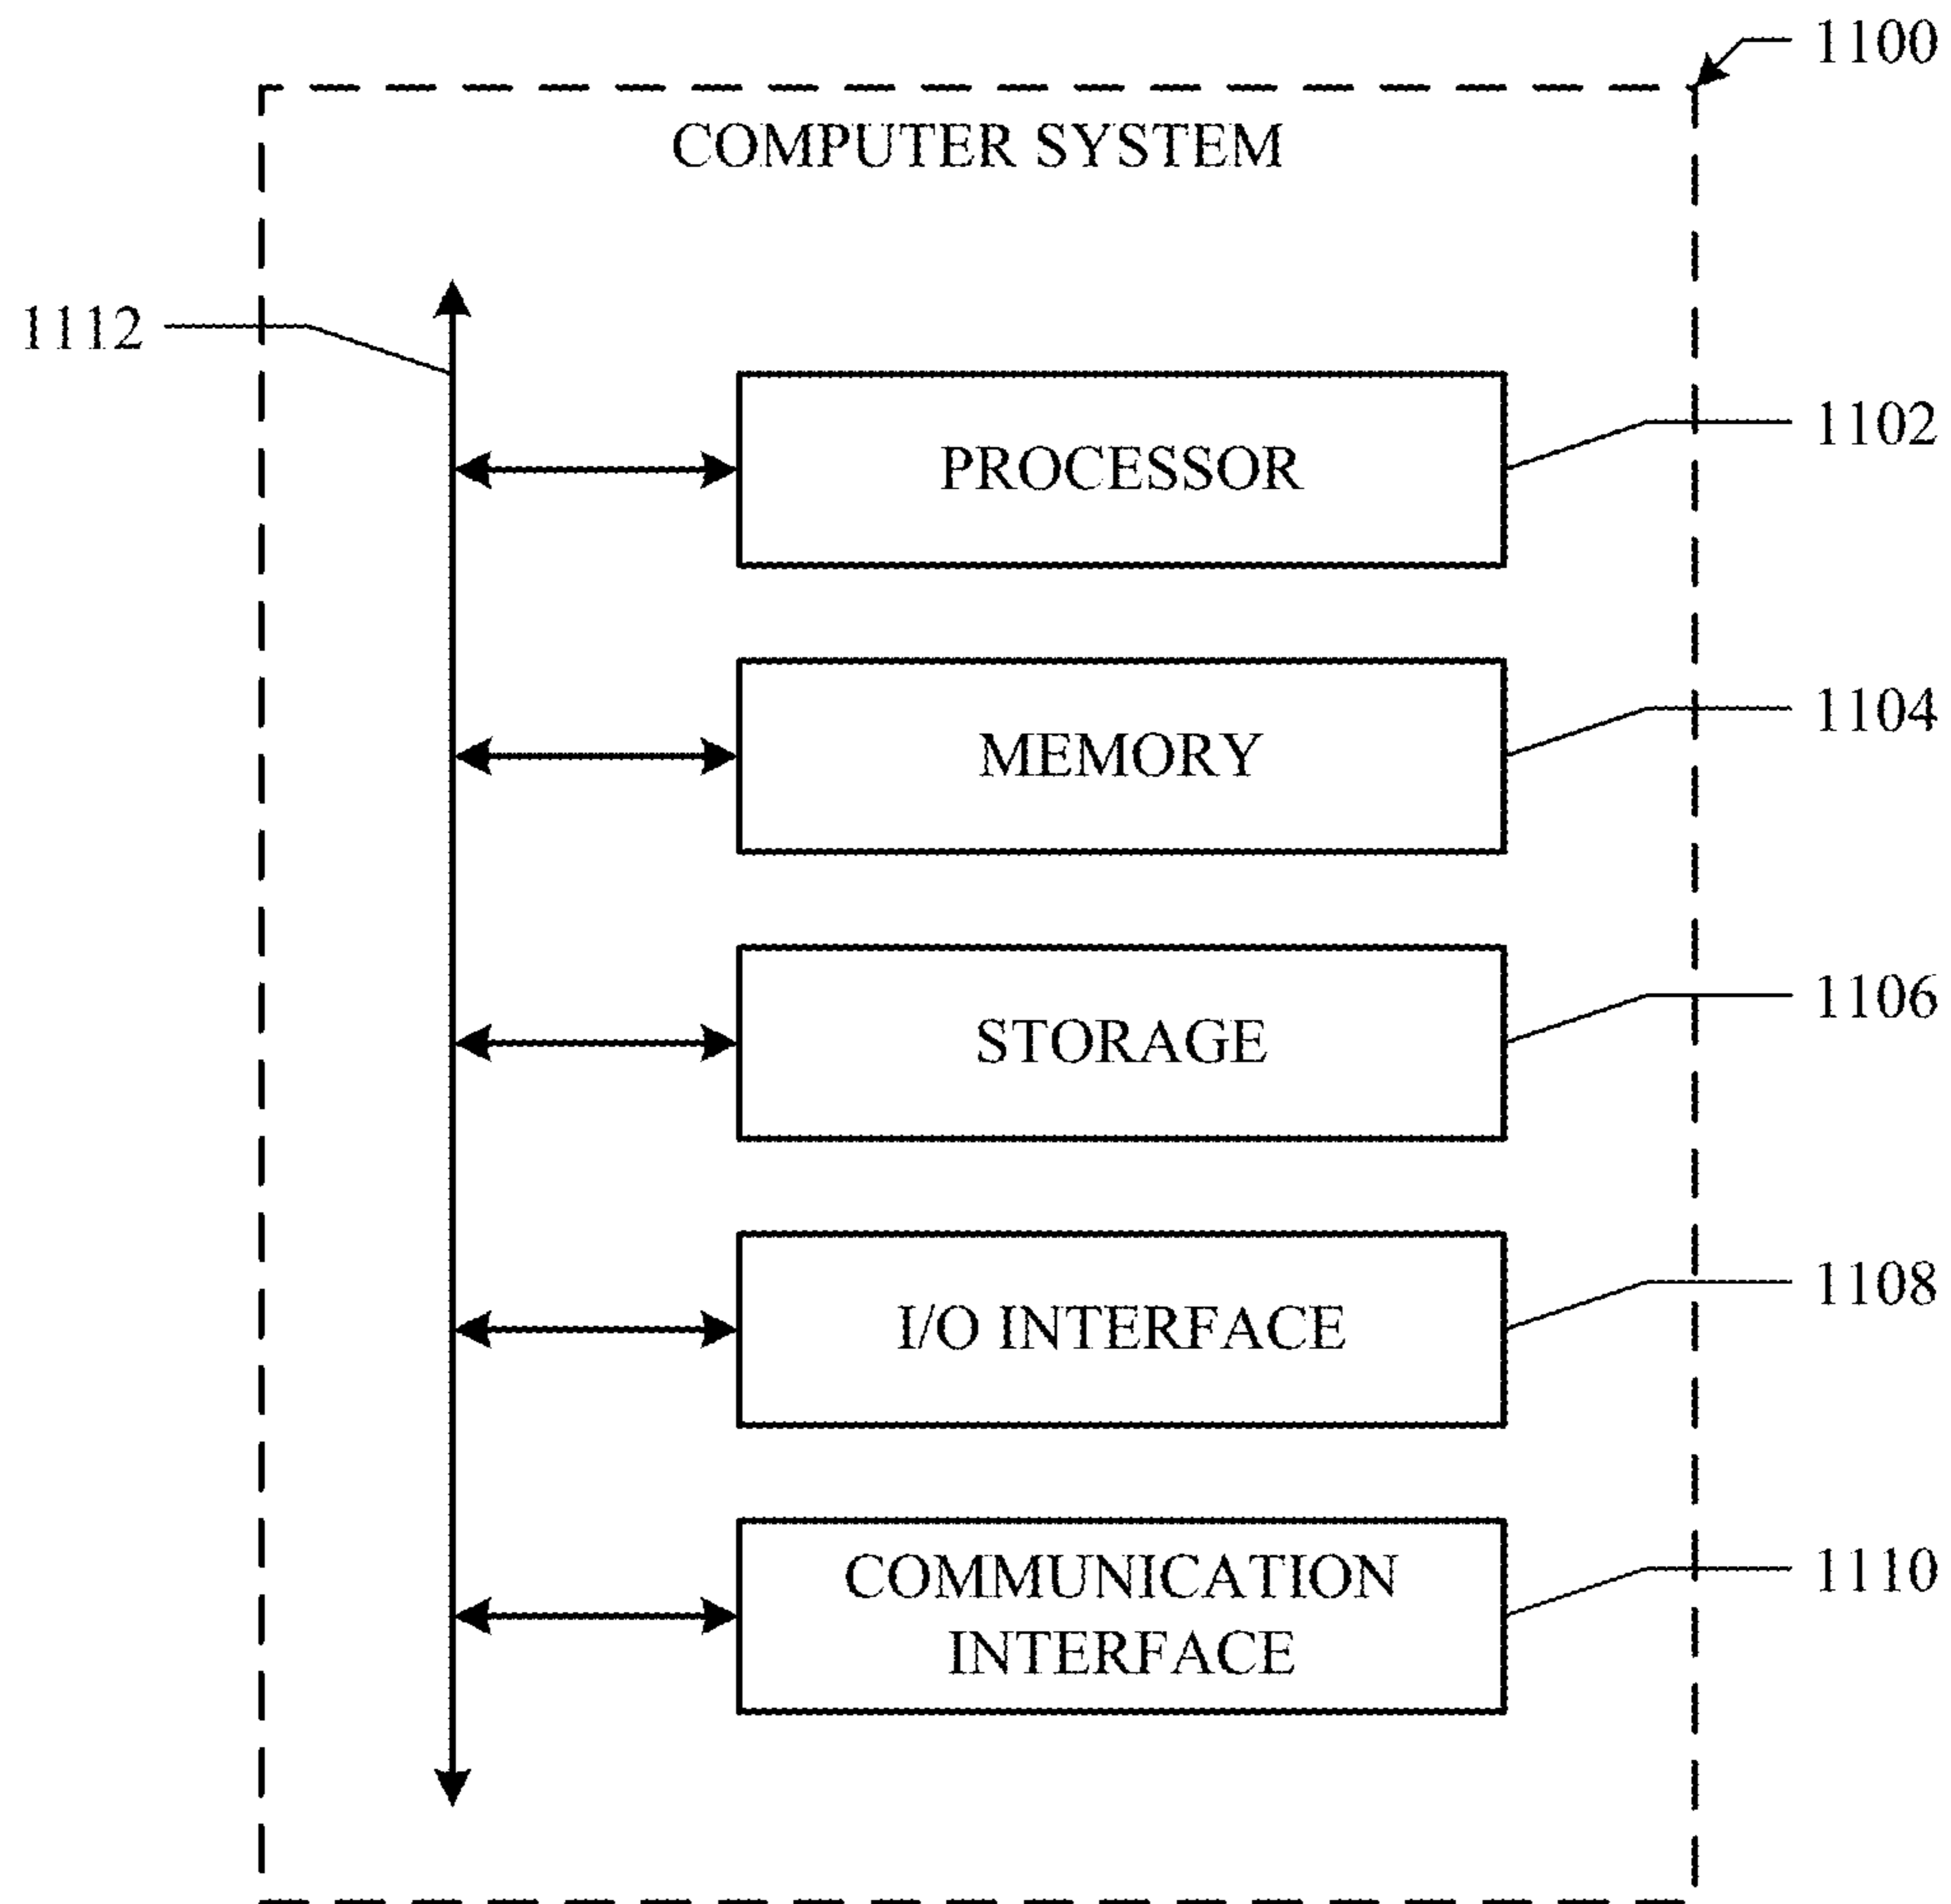 1100
COMPUTER SYSTEM
1112
1102
PROCESSOR
1104
MEMORY
1106
STORAGE
1108
I/O INTERFACE
1110
COMMUNICATION
INTERFACE